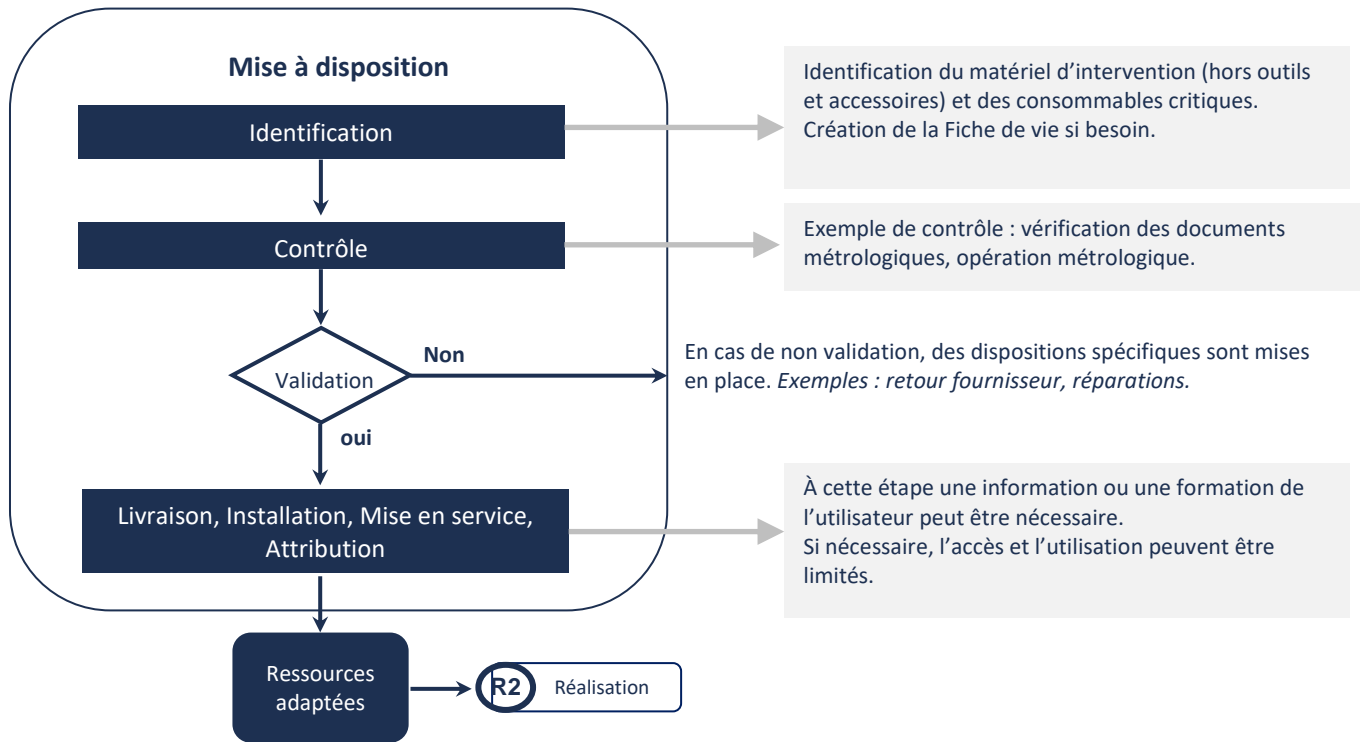 Mise à disposition
Identification
Identification du matériel d’intervention (hors outils
et accessoires) et des consommables critiques.
Création de la Fiche de vie si besoin.
Contrôle
Exemple de contrôle : vérification des documents
métrologiques, opération métrologique.
Validation
Non
En cas de non validation, des dispositions spécifiques sont mises
en place. Exemples : retour fournisseur, réparations.
oui
Livraison, Installation, Mise en service,
Attribution
À cette étape une information ou une formation de
l’utilisateur peut être nécessaire.
Si nécessaire, l’accès et l’utilisation peuvent être
limités.
Ressources
adaptées
R2
Réalisation